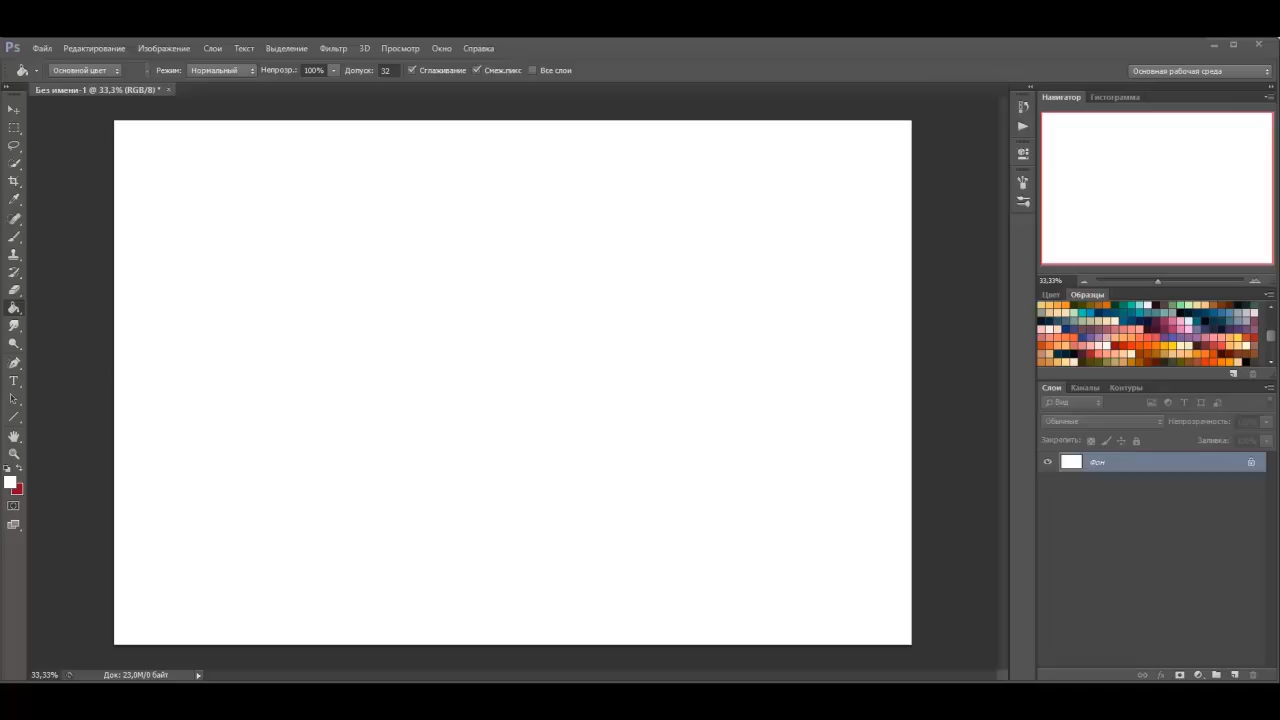 Ps Файл Редактирование Изображение Слои Текст Выделение Фильтр 3D Просмотр Окно Справка
Основной цвет Режим: Нормальный Непрозр.: 100% Допуск: 32 Сглаживание Смеж.пикс Все слои Основная рабочая среда
Без имени-1 @ 33,3% (RGB/8) * ×
Навигатор Гистограмма
33,33%
Цвет Образцы
Слои Каналы Контуры
Вид
Обычные Непрозрачность:
Закрепить: Заливка:
Фон
33,33% Док: 23,0M/0 байт